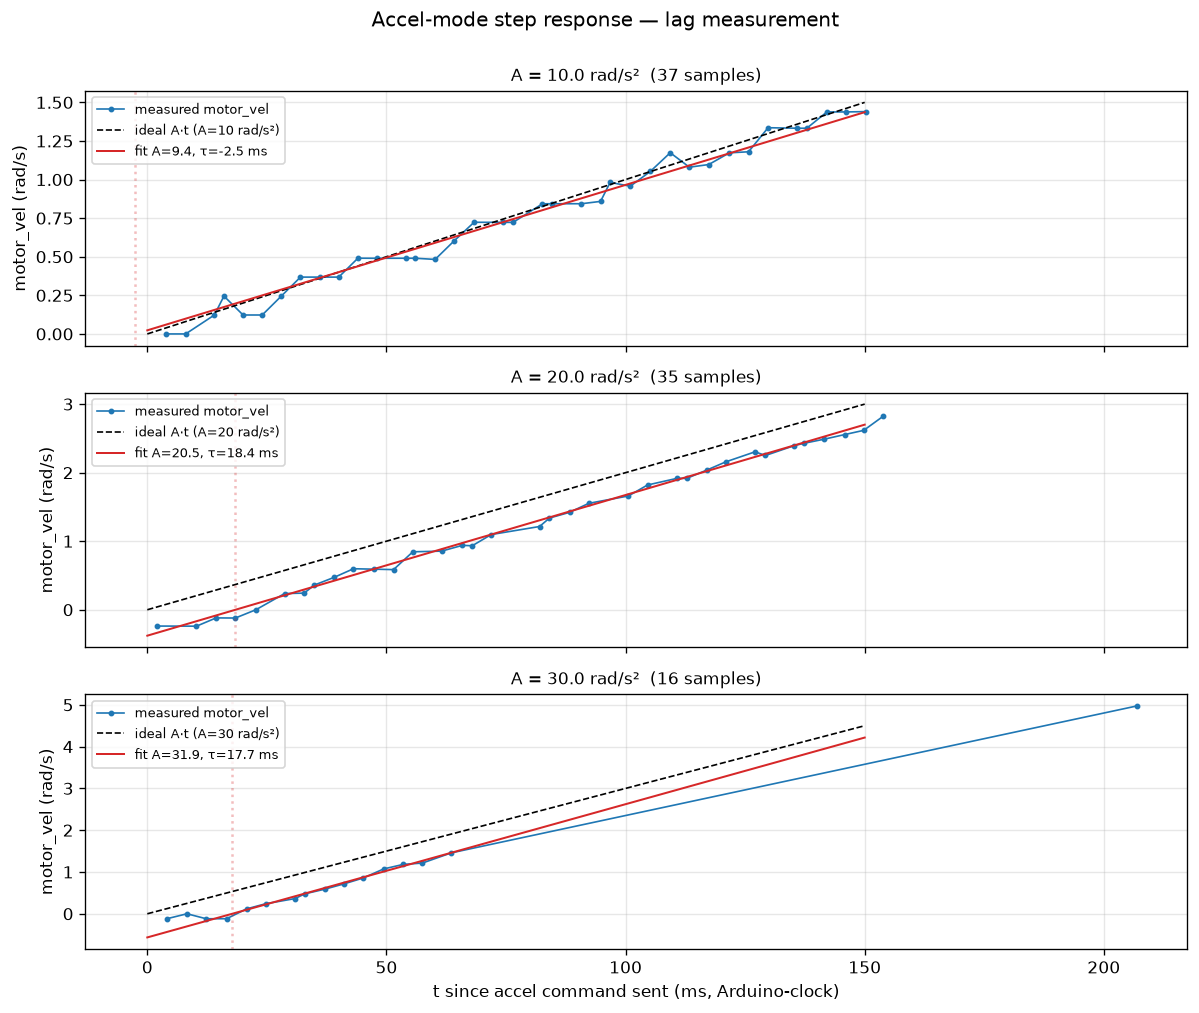 Accel-mode step response — lag measurement
A = 10.0 rad/s² (37 samples)
motor_vel (rad/s)
1.50
1.25
1.00
0.75
0.50
0.25
0.00
measured motor_vel
ideal A·t (A=10 rad/s²)
fit A=9.4, τ=-2.5 ms
A = 20.0 rad/s² (35 samples)
motor_vel (rad/s)
3
2
1
0
measured motor_vel
ideal A·t (A=20 rad/s²)
fit A=20.5, τ=18.4 ms
A = 30.0 rad/s² (16 samples)
motor_vel (rad/s)
5
4
3
2
1
0
measured motor_vel
ideal A·t (A=30 rad/s²)
fit A=31.9, τ=17.7 ms
0 50 100 150 200
t since accel command sent (ms, Arduino-clock)